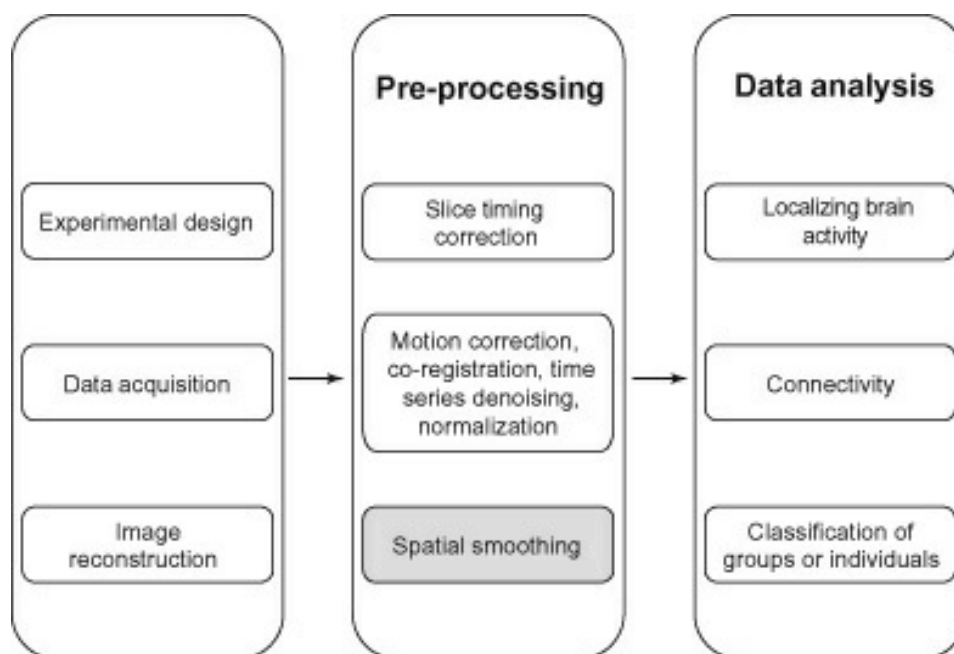 Experimental design
Data acquisition
Image
reconstruction
Pre-processing
Slice timing
correction
Motion correction,
co-registration, time
series denoising,
normalization
Spatial smoothing
Data analysis
Localizing brain
activity
Connectivity
Classification of
groups or individuals